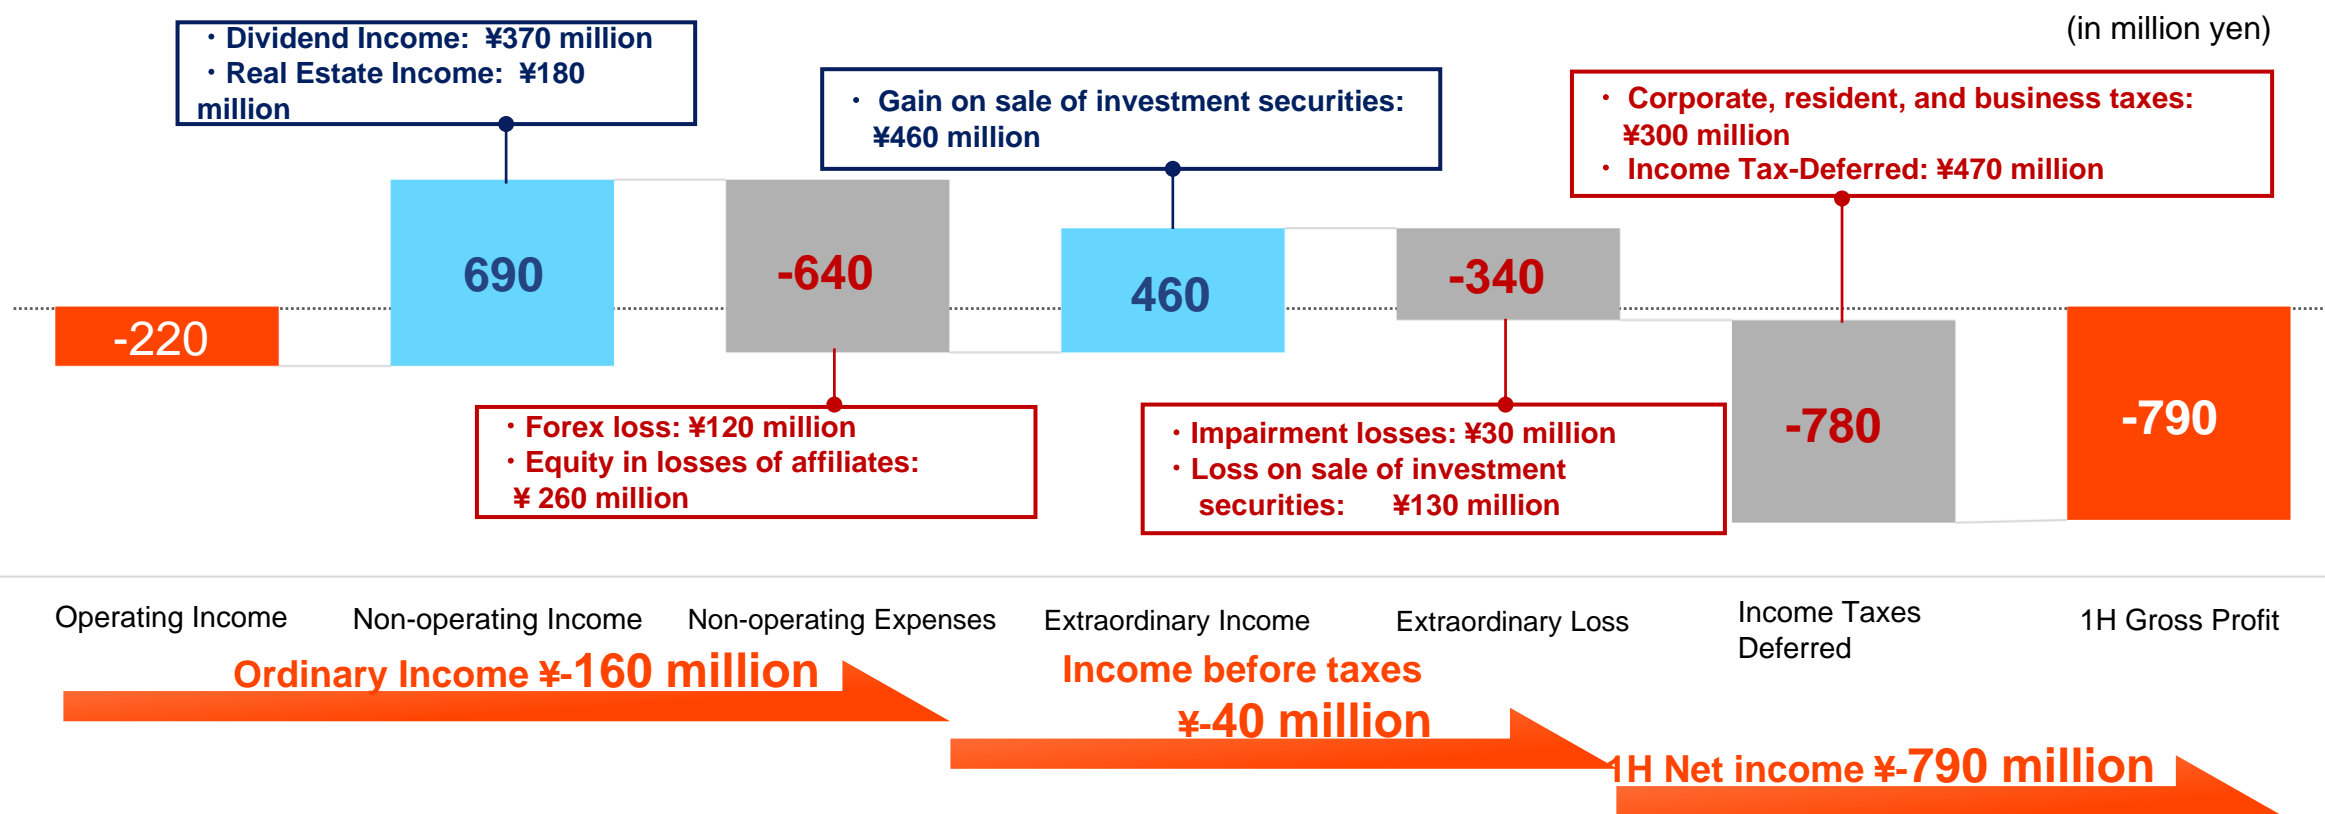 (in million yen)
・Dividend Income: ¥370 million
・Real Estate Income: ¥180
million
・ Gain on sale of investment securities:
¥460 million
・ Corporate, resident, and business taxes:
¥300 million
・ Income Tax-Deferred: ¥470 million
-220
690
-640
460
-340
-780
-790
・Forex loss: ¥120 million
・Equity in losses of affiliates:
¥ 260 million
・Impairment losses: ¥30 million
・Loss on sale of investment
securities: ¥130 million
Operating Income
Non-operating Income
Non-operating Expenses
Extraordinary Income
Extraordinary Loss
Income Taxes
Deferred
1H Gross Profit
Ordinary Income ¥-160 million
Income before taxes
¥-40 million
1H Net income ¥-790 million